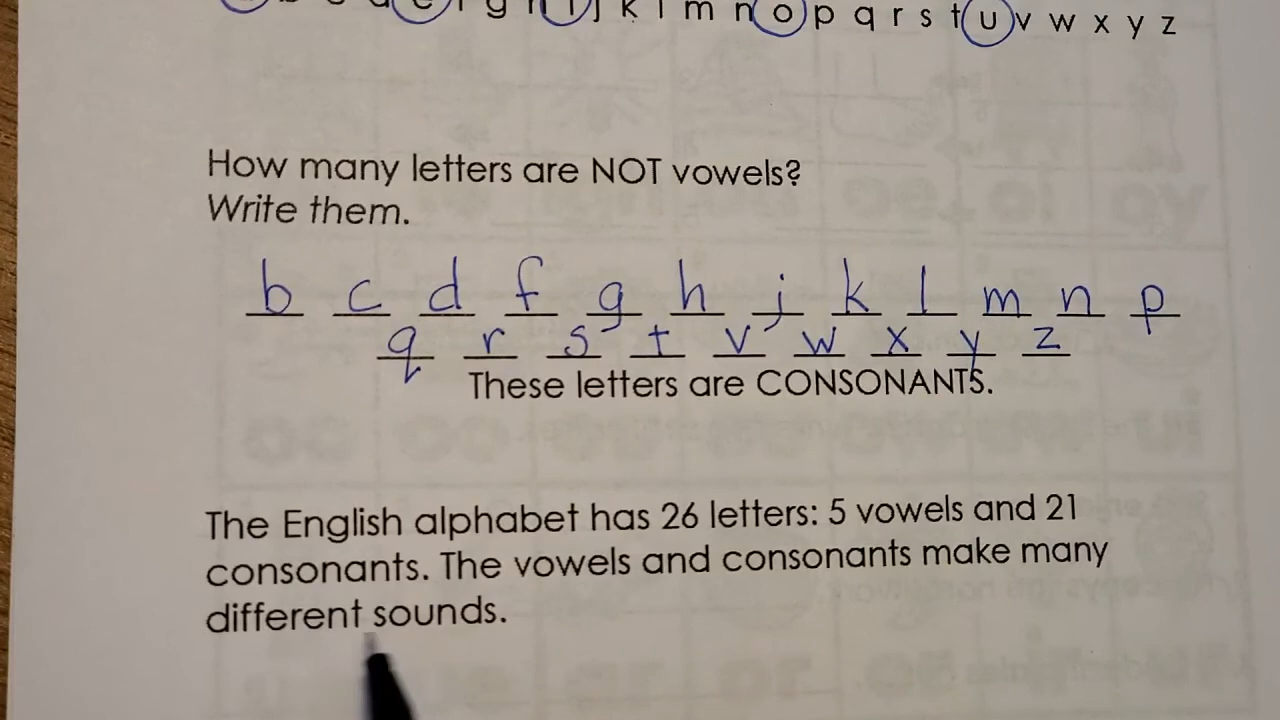 e g h i j k l m n o p q r s t u v w x y z
How many letters are NOT vowels?
Write them.
b c d f g h j k l m n p
q r s t v w x y z
These letters are CONSONANTS.
The English alphabet has 26 letters: 5 vowels and 21
consonants. The vowels and consonants make many
different sounds.